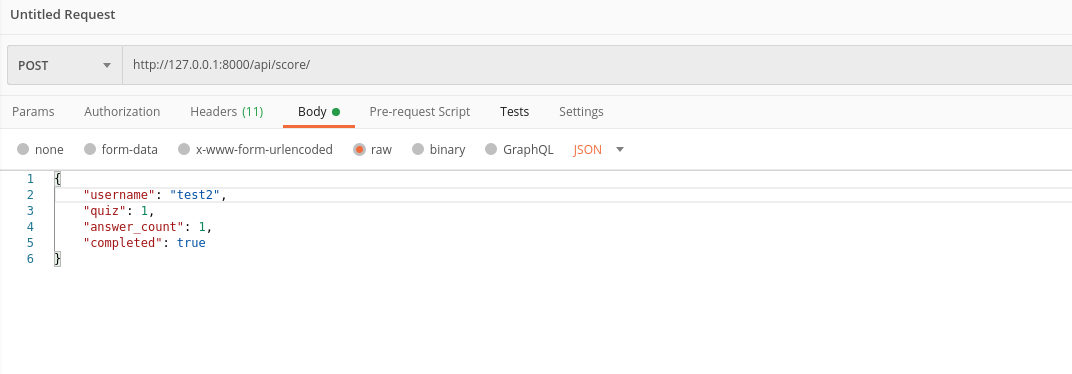 Untitled Request
POST http://127.0.0.1:8000/api/score/
Params Authorization Headers (11) Body Pre-request Script Tests Settings
none form-data x-www-form-urlencoded raw binary GraphQL JSON
1 {
2 "username": "test2",
3 "quiz": 1,
4 "answer_count": 1,
5 "completed": true
6 }